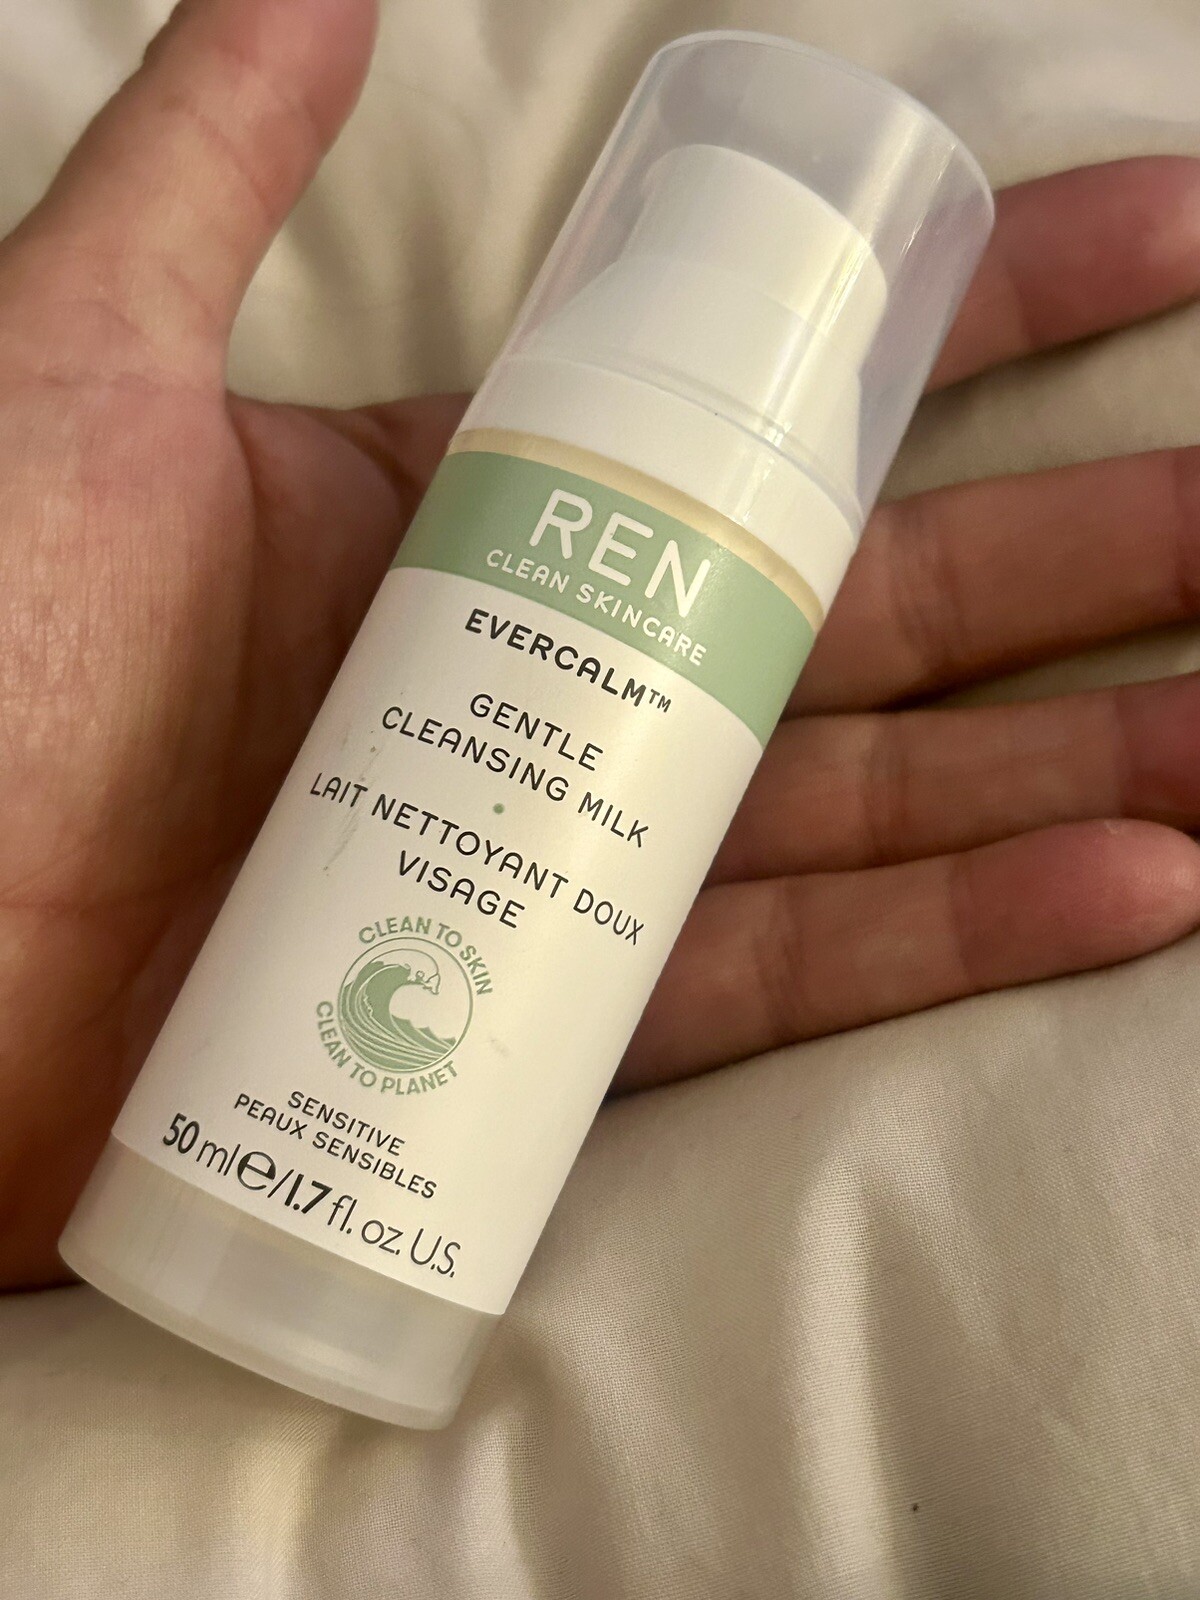 REN
CLEAN SKINCARE
EVERCALM™
GENTLE
CLEANSING MILK
LAIT NETTOYANT DOUX
VISAGE
CLEAN TO SKIN
CLEAN TO PLANET
SENSITIVE
PEAUX SENSIBLES
50 ml℮/1.7 fl. oz. U.S.